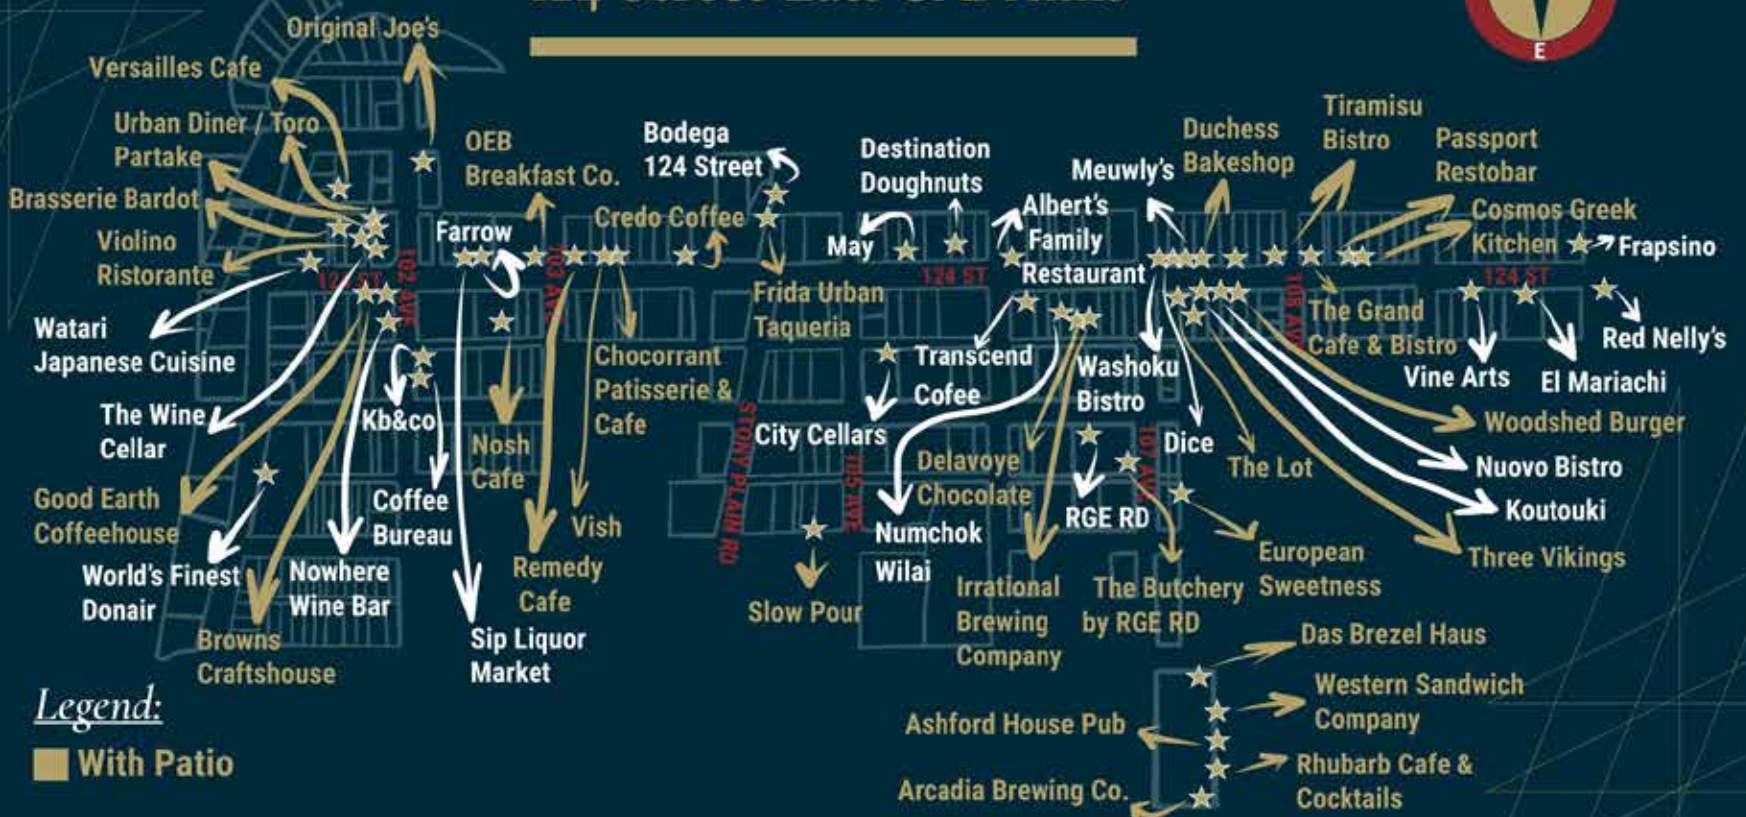 E
Original Joe's
Versailles Cafe
Urban Diner / Toro
Partake
Brasserie Bardot
Violino
Ristorante
Watari
Japanese Cuisine
The Wine
Cellar
Good Earth
Coffeehouse
World's Finest
Donair
Browns
Craftshouse
Nowhere
Wine Bar
Kb&co
Coffee
Bureau
124 ST
102 AVE
Farrow
OEB
Breakfast Co.
103 AVE
Nosh
Cafe
Sip Liquor
Market
Remedy
Cafe
Vish
Chocorrant
Patisserie &
Cafe
Credo Coffee
Bodega
124 Street
Frida Urban
Taqueria
STONY PLAIN RD
Slow Pour
105 AVE
May
Destination
Doughnuts
124 ST
City Cellars
Transcend
Cofee
Albert's
Family
Restaurant
Numchok
Wilai
Delavoye
Chocolate
Irrational
Brewing
Company
Meuwly's
Washoku
Bistro
RGE RD
107 AVE
The Butchery
by RGE RD
Dice
The Lot
European
Sweetness
Duchess
Bakeshop
Tiramisu
Bistro
Passport
Restobar
Cosmos Greek
Kitchen
Frapsino
108 AVE
The Grand
Cafe & Bistro
124 ST
Vine Arts
El Mariachi
Red Nelly's
Woodshed Burger
Nuovo Bistro
Koutouki
Three Vikings
Das Brezel Haus
Western Sandwich
Company
Ashford House Pub
Rhubarb Cafe &
Cocktails
Arcadia Brewing Co.
Legend:
With Patio